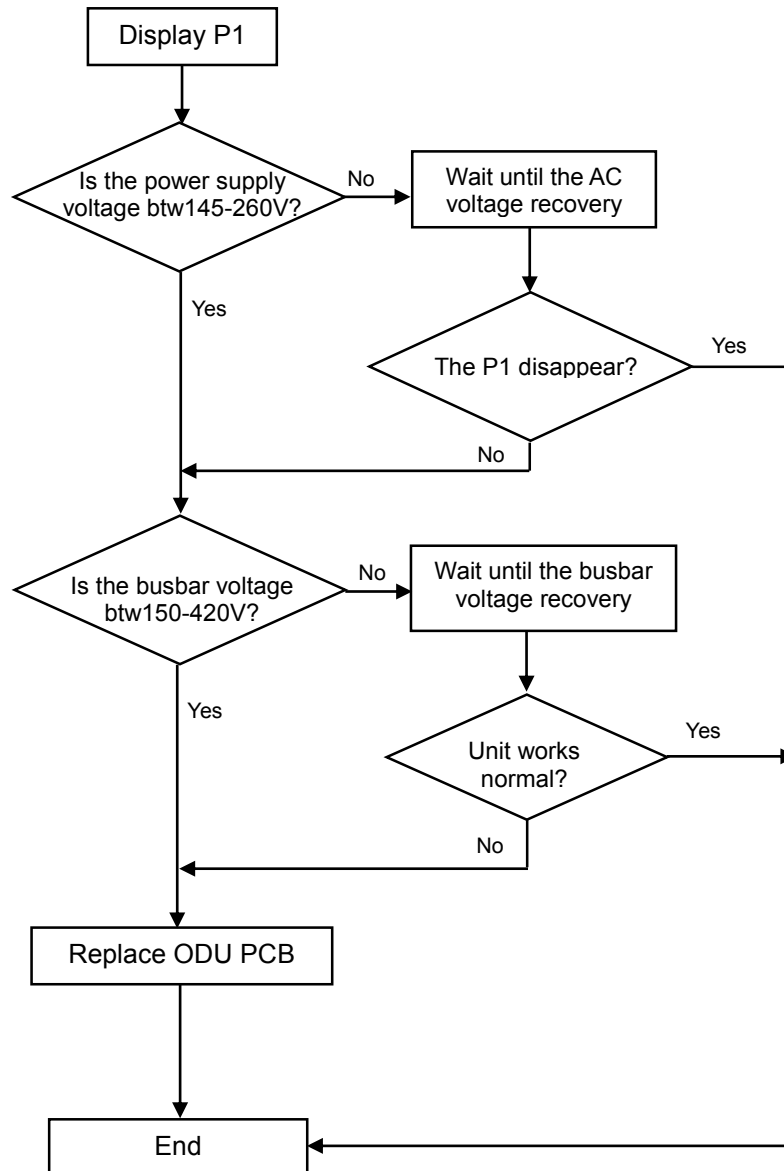 Display P1
Is the power supply
voltage btw145-260V?
No
Wait until the AC
voltage recovery
Yes
The P1 disappear?
Yes
No
Is the busbar voltage
btw150-420V?
No
Wait until the busbar
voltage recovery
Yes
Unit works
normal?
Yes
No
Replace ODU PCB
End